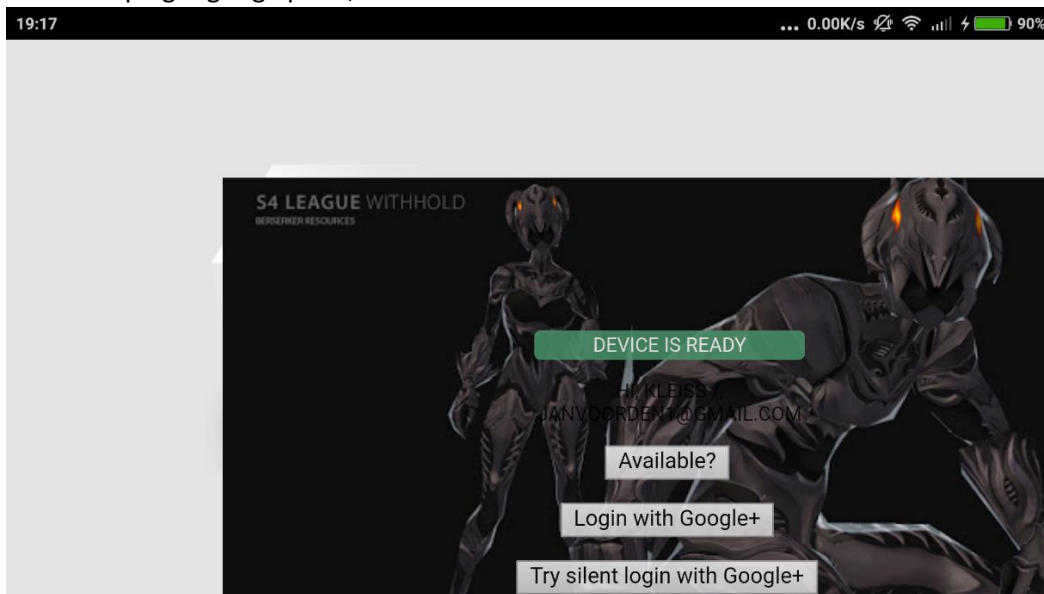 19:17
... 0.00K/s 90%
S4 LEAGUE WITHHOLD
BERSERKER RESOURCES
DEVICE IS READY
HI, KLEISS /,
JANVOORDEN1@GMAIL.COM
Available?
Login with Google+
Try silent login with Google+